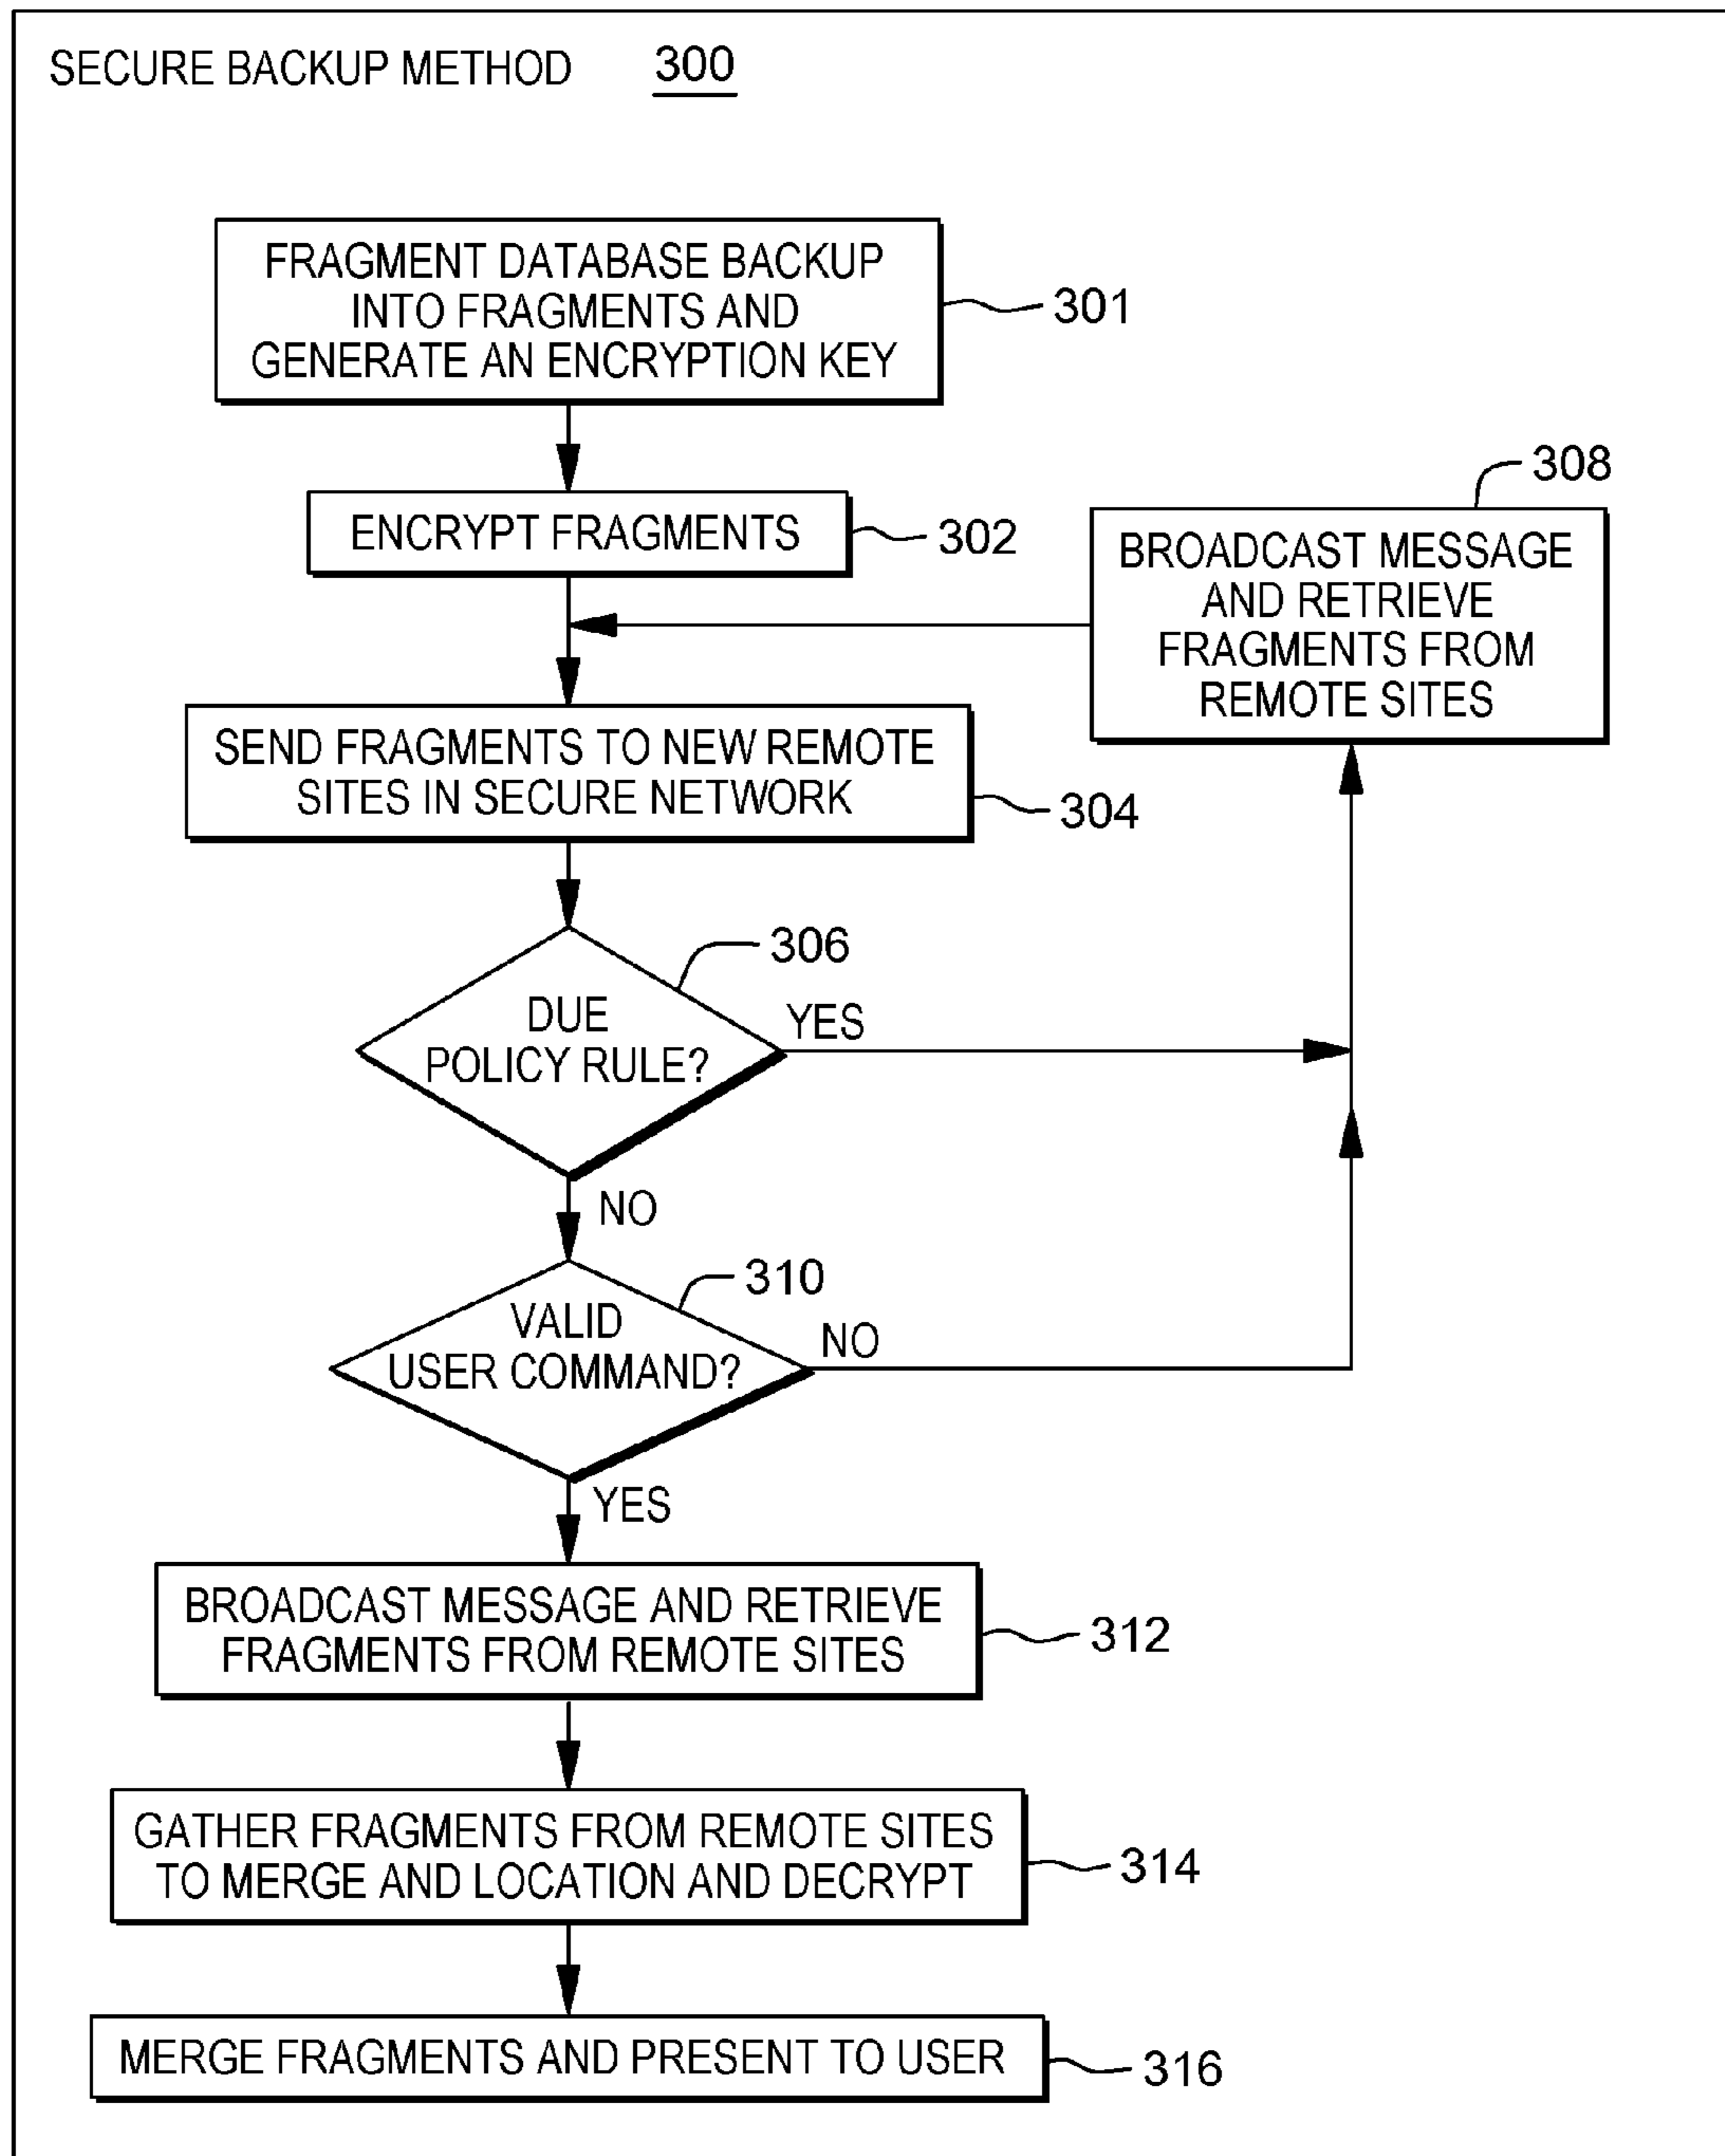 SECURE BACKUP METHOD 300
FRAGMENT DATABASE BACKUP
INTO FRAGMENTS AND
GENERATE AN ENCRYPTION KEY
301
ENCRYPT FRAGMENTS
302
308
BROADCAST MESSAGE
AND RETRIEVE
FRAGMENTS FROM
REMOTE SITES
SEND FRAGMENTS TO NEW REMOTE
SITES IN SECURE NETWORK
304
306
DUE
POLICY RULE?
YES
NO
310
VALID
USER COMMAND?
NO
YES
BROADCAST MESSAGE AND RETRIEVE
FRAGMENTS FROM REMOTE SITES
312
GATHER FRAGMENTS FROM REMOTE SITES
TO MERGE AND LOCATION AND DECRYPT
314
MERGE FRAGMENTS AND PRESENT TO USER
316